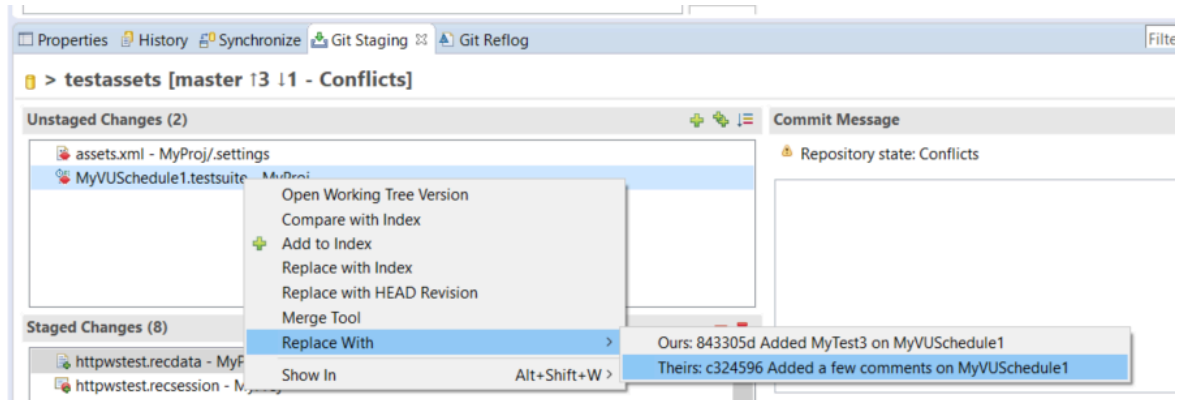 Properties History Synchronize Git Staging Git Reflog
> testassets [master ↑3 ↓1 - Conflicts]
Unstaged Changes (2)
Commit Message
assets.xml - MyProj/.settings
Repository state: Conflicts
MyVUSchedule1.testsuite - MyProj
Open Working Tree Version
Compare with Index
Add to Index
Replace with Index
Replace with HEAD Revision
Merge Tool
Replace With >
Show In Alt+Shift+W >
Ours: 843305d Added MyTest3 on MyVUSchedule1
Theirs: c324596 Added a few comments on MyVUSchedule1
Staged Changes (8)
httpwstest.recdata -
httpwstest.recsession -